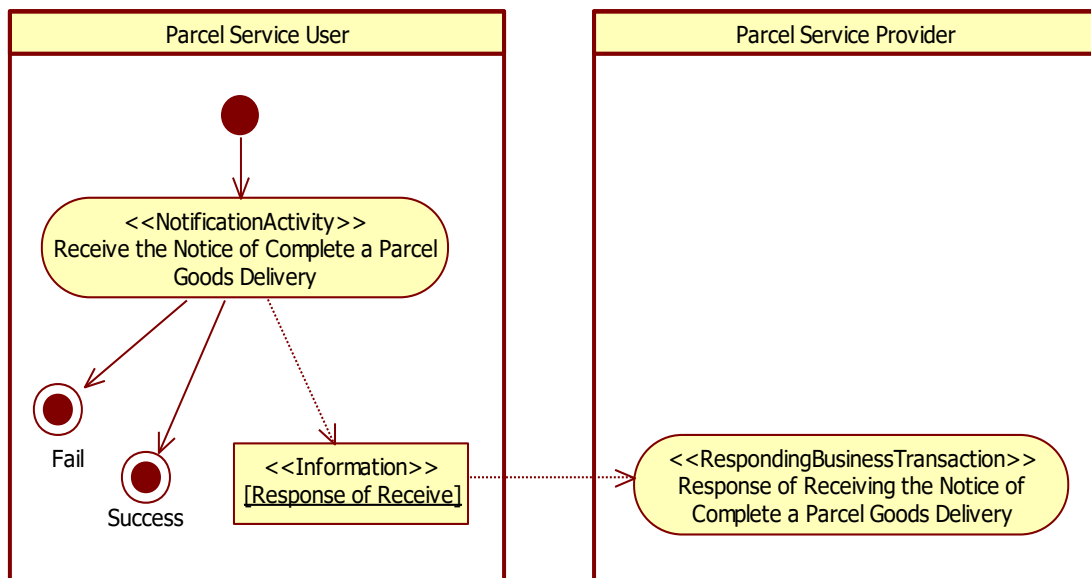 Parcel Service User
Parcel Service Provider
<<NotificationActivity>>
Receive the Notice of Complete a Parcel
Goods Delivery
Fail
Success
<<Information>>
[Response of Receive]
<<RespondingBusinessTransaction>>
Response of Receiving the Notice of
Complete a Parcel Goods Delivery